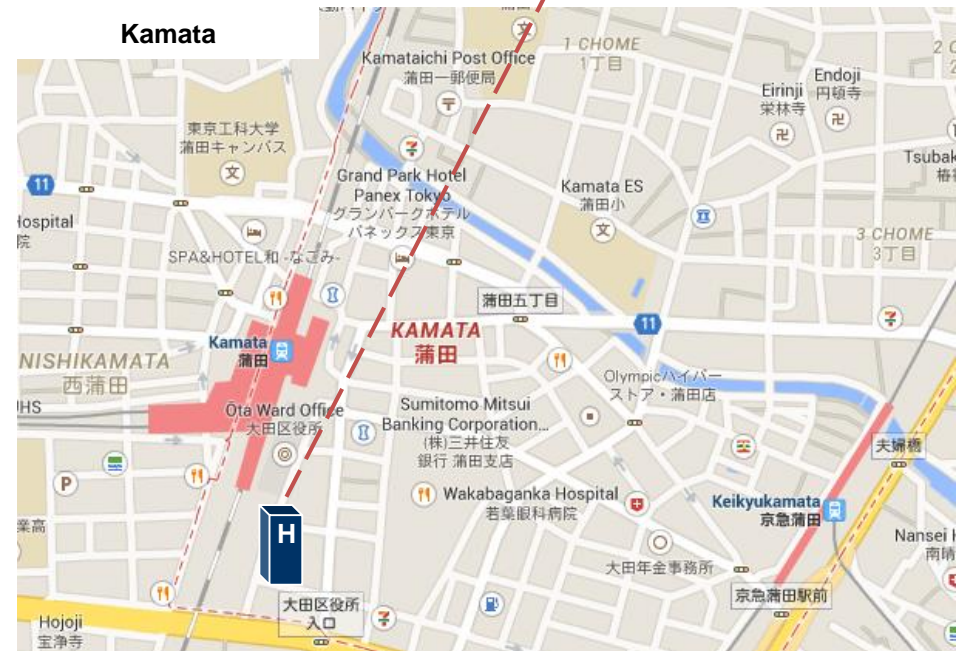 Kamata
蒲田
Kamataichi Post Office
蒲田一郵便局
1 CHOME
1丁目
Eirinji
栄林寺
Endoji
円頓寺
東京工科大学
蒲田キャンパス
Tsubak
11
Hospital
院
Grand Park Hotel
Panex Tokyo
グランパークホテル
パネックス東京
Kamata ES
蒲田小
3 CHOME
3丁目
SPA&HOTEL和 -なごみ-
蒲田五丁目
11
Kamata
蒲田
KAMATA
蒲田
NISHIKAMATA
西蒲田
Olympicハイパー
ストア・蒲田店
JHS
Ōta Ward Office
大田区役所
Sumitomo Mitsui
Banking Corporation...
(株)三井住友
銀行 蒲田支店
夫婦橋
P
Wakabaganka Hospital
若葉眼科病院
Keikyukamata
京急蒲田
業高
H
Nansei H
南晴
大田年金事務所
大田区役所
入口
京急蒲田駅前
Hojoji
宝浄寺